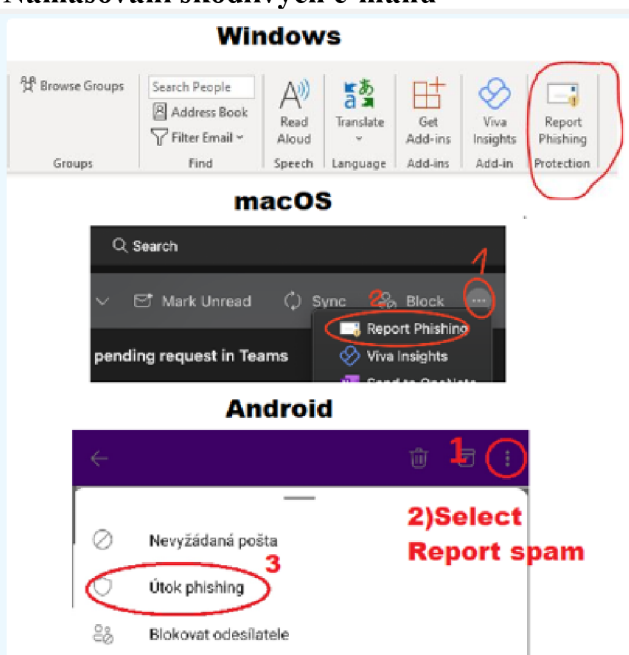 Windows
Browse Groups
Search People
Address Book
Filter Email
Read
Aloud
Translate
Get
Add-ins
Viva
Insights
Report
Phishing
Groups
Find
Speech
Language
Add-ins
Add-in
Protection
macOS
Search
1
Mark Unread
Sync
2
Block
Report Phishing
pending request in Teams
Viva Insights
Send to OneNote
Android
1
2)Select
Report spam
Nevyžádaná pošta
3
Útok phishing
Blokovat odesílatele